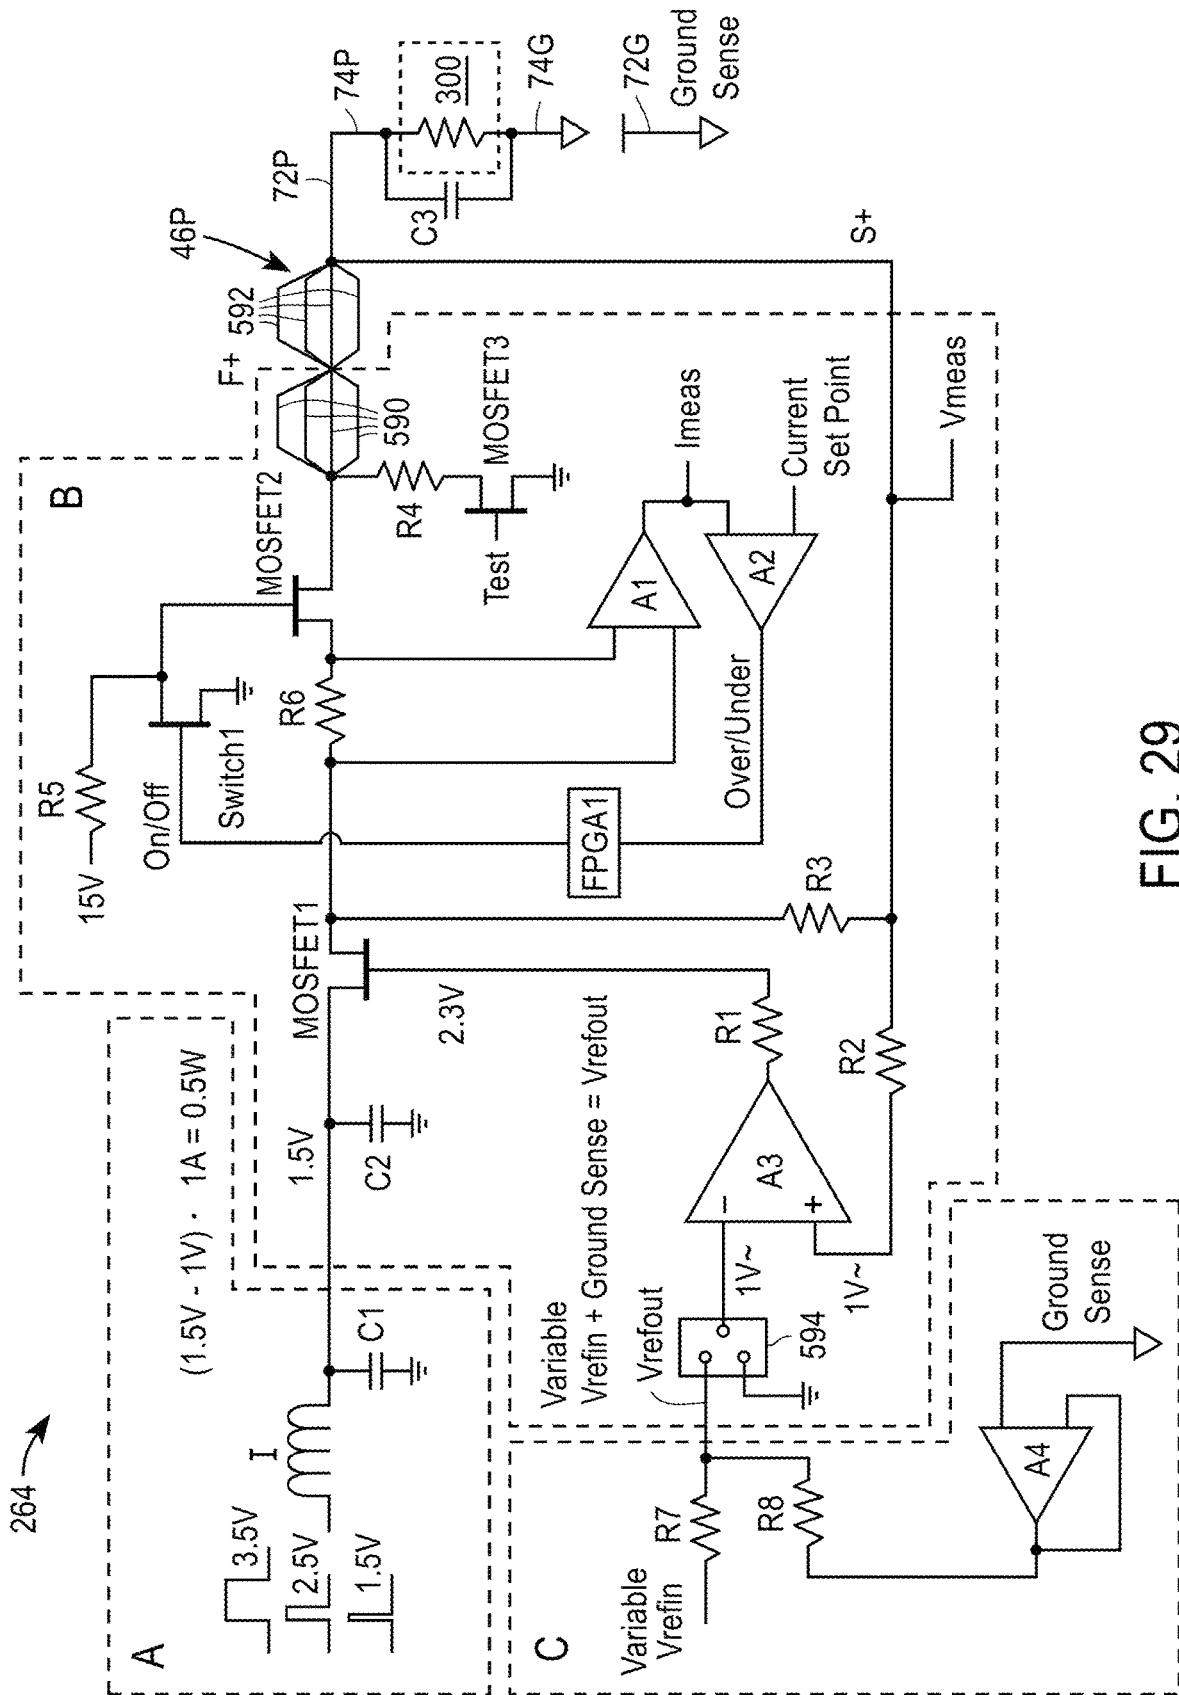 264
A
(1.5V - 1V) · 1A = 0.5W
3.5V
2.5V
1.5V
I
C1
1.5V
C2
B
15V
R5
On/Off
Switch1
MOSFET1
2.3V
R6
MOSFET2
F+
590
592
46P
72P
74P
300
C3
74G
72G
Ground
Sense
R4
MOSFET3
Test
FPGA1
A1
Imeas
A2
Current
Set Point
Over/Under
S+
Vmeas
R3
R1
R2
Variable
Vrefin + Ground Sense = Vrefout
A3
-
+
1V~
1V~
Vrefout
594
C
Variable
Vrefin
R7
R8
A4
Ground
Sense
FIG. 29